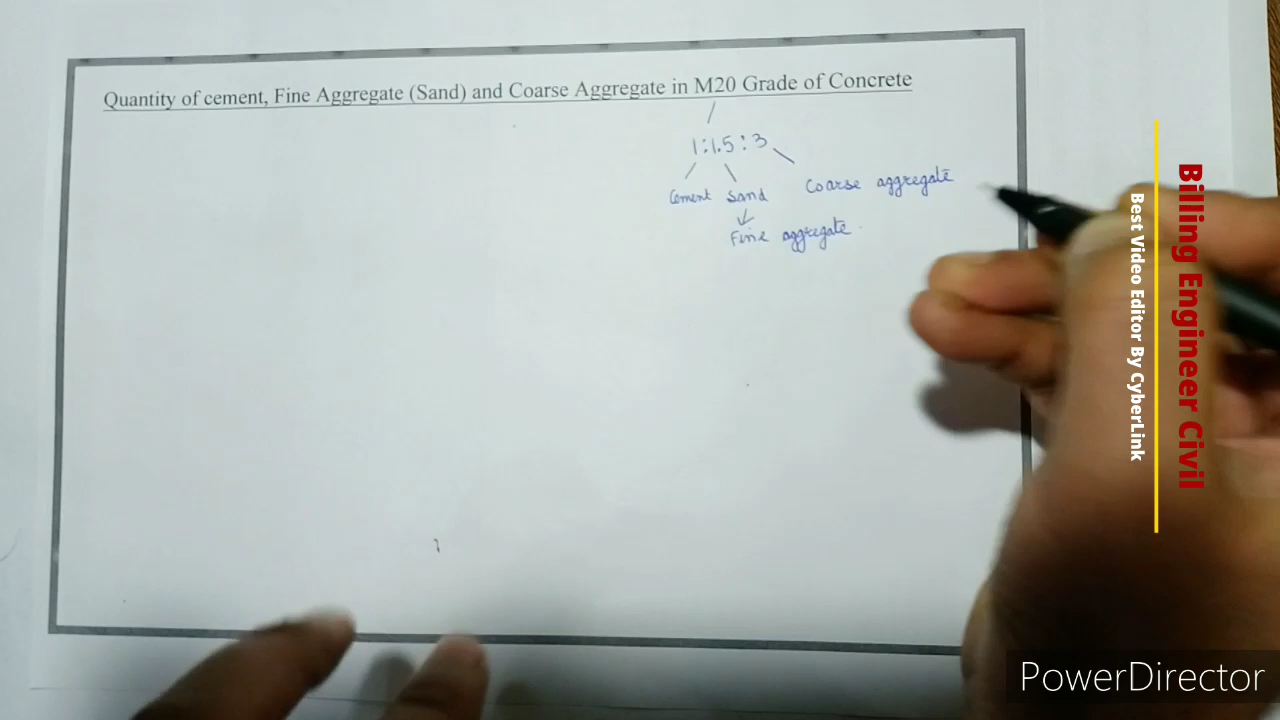 Quantity of cement, Fine Aggregate (Sand) and Coarse Aggregate in M20 Grade of Concrete
1:1.5:3
Cement Sand Coarse aggregate
Fine aggregate
Billing Engineer Civil
Best Video Editor By CyberLink
PowerDirector